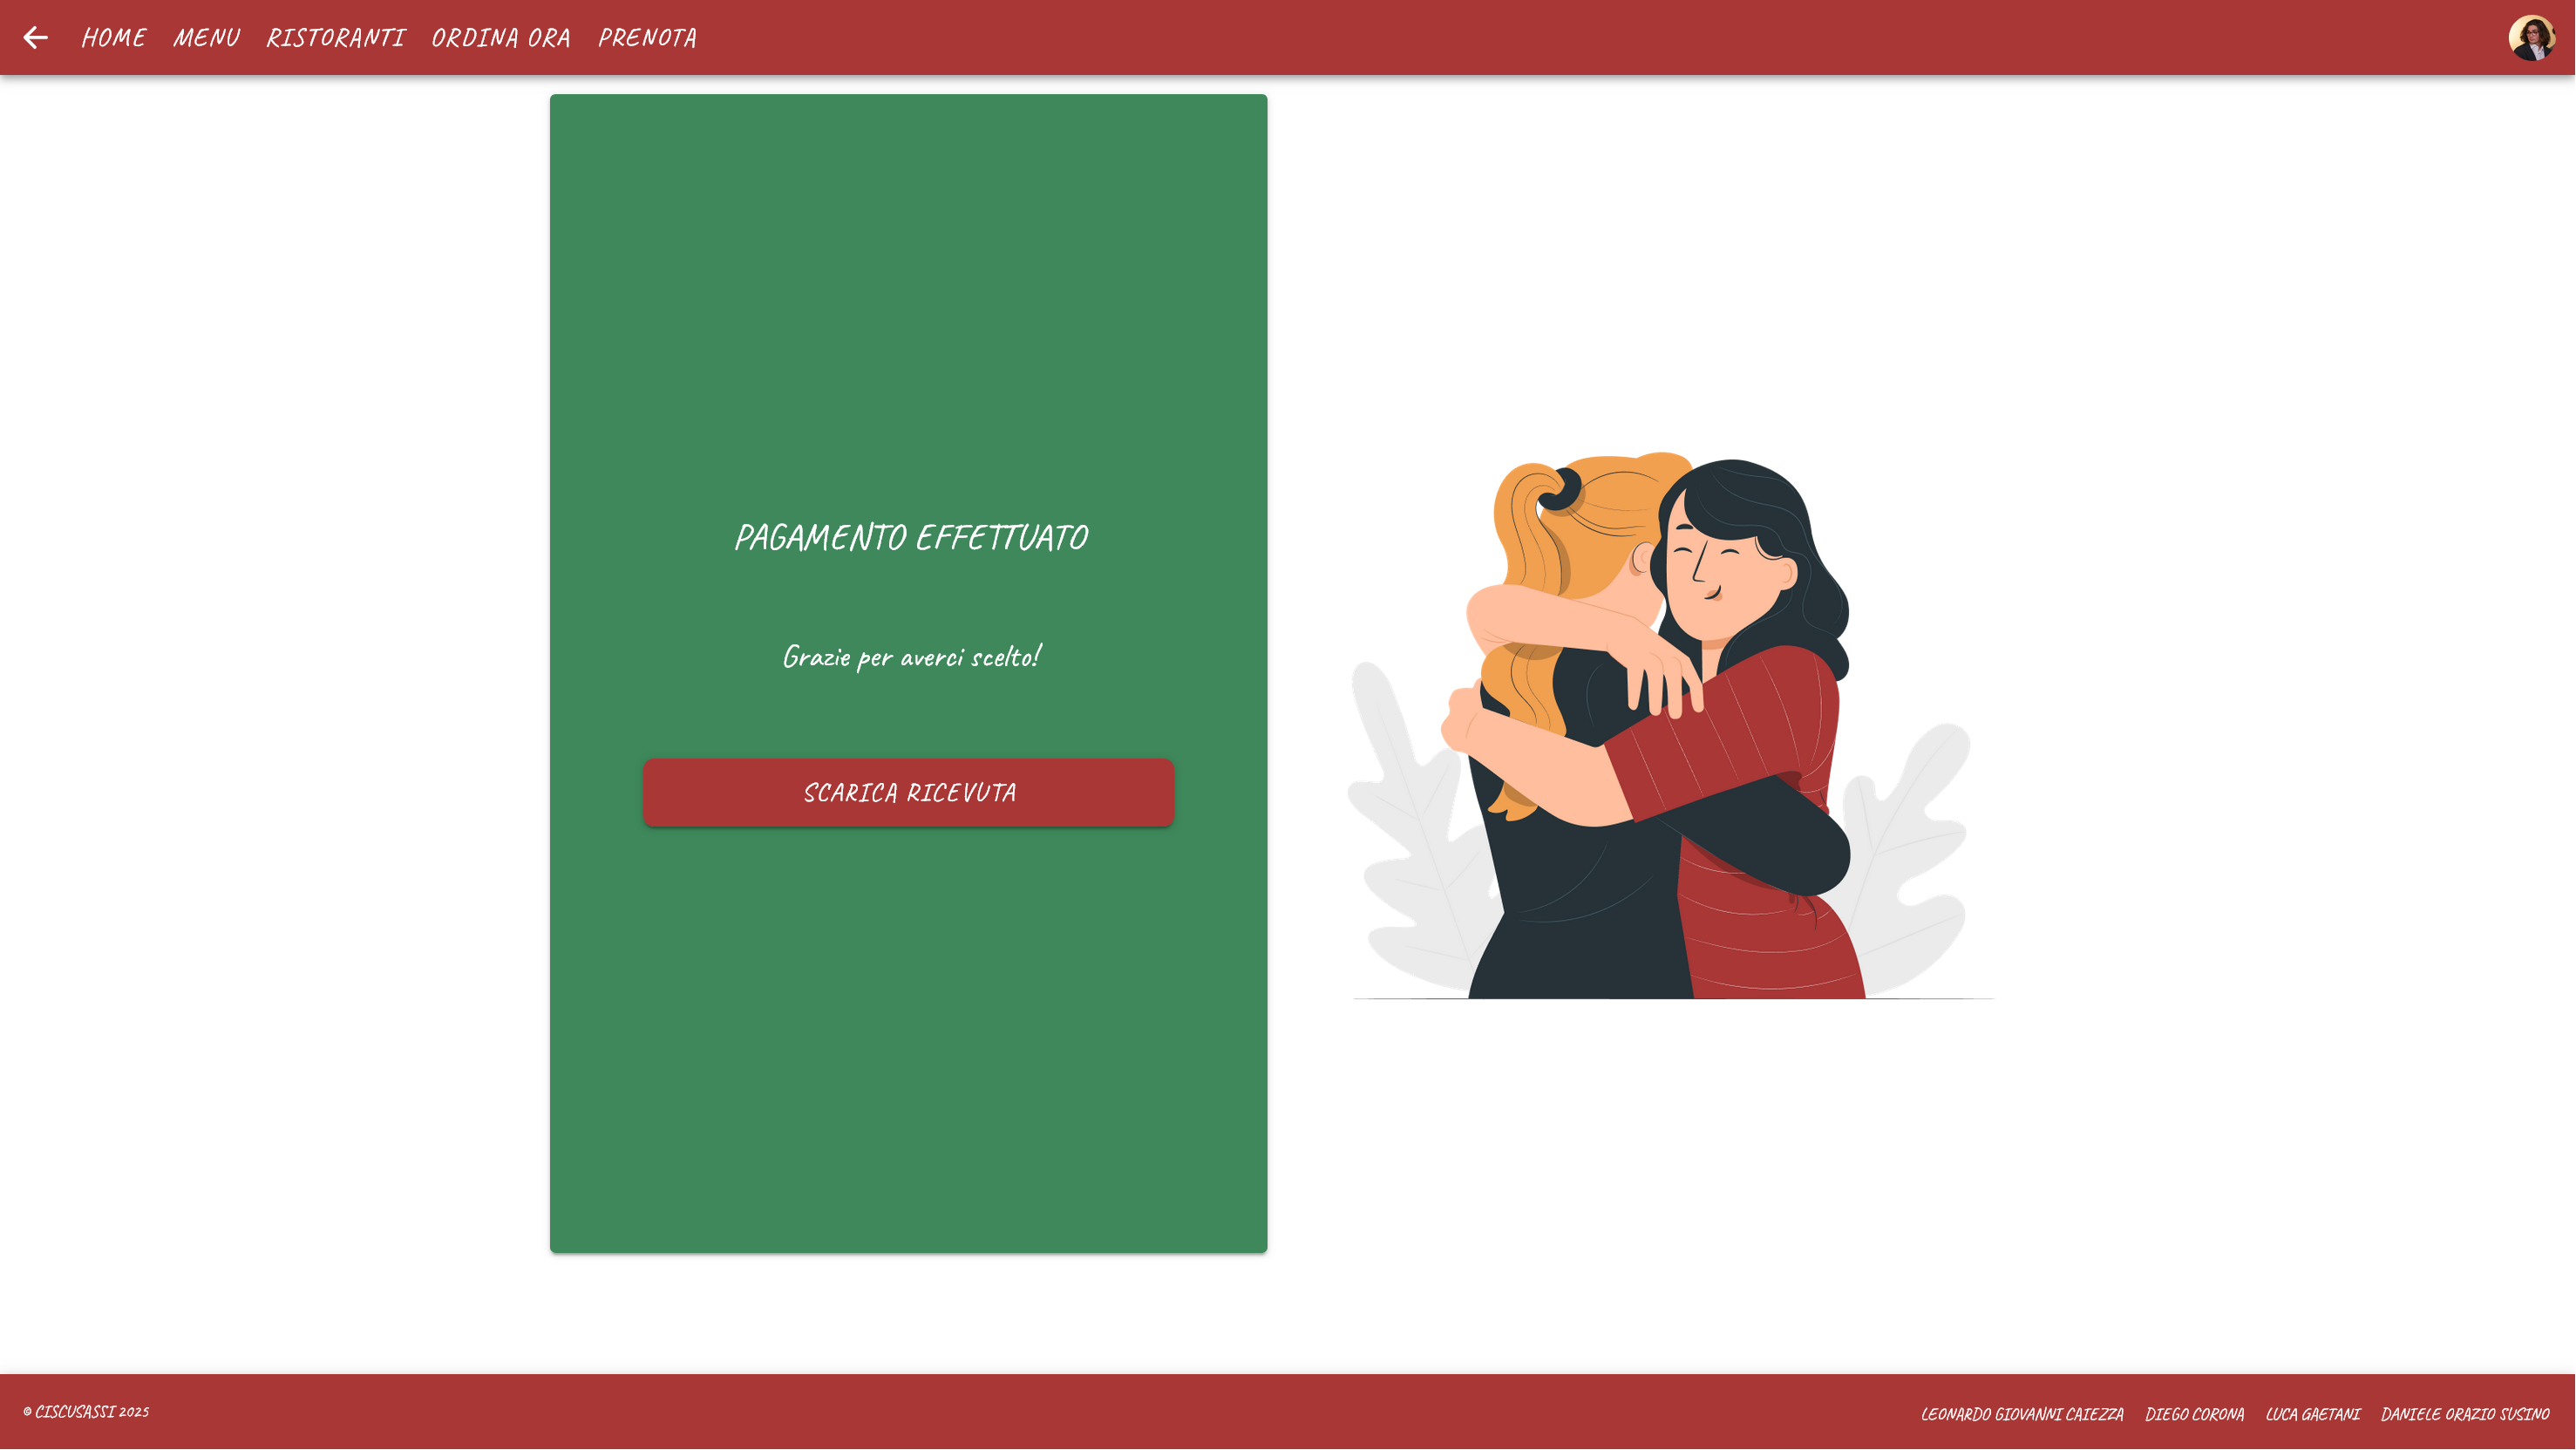 HOME MENU RISTORANTI ORDINA ORA PRENOTA
PAGAMENTO EFFETTUATO
Grazie per averci scelto!
SCARICA RICEVUTA
© CISCUSASSI 2025
LEONARDO GIOVANNI CAIEZZA DIEGO CORONA LUCA GAETANI DANIELE ORAZIO SUSINO